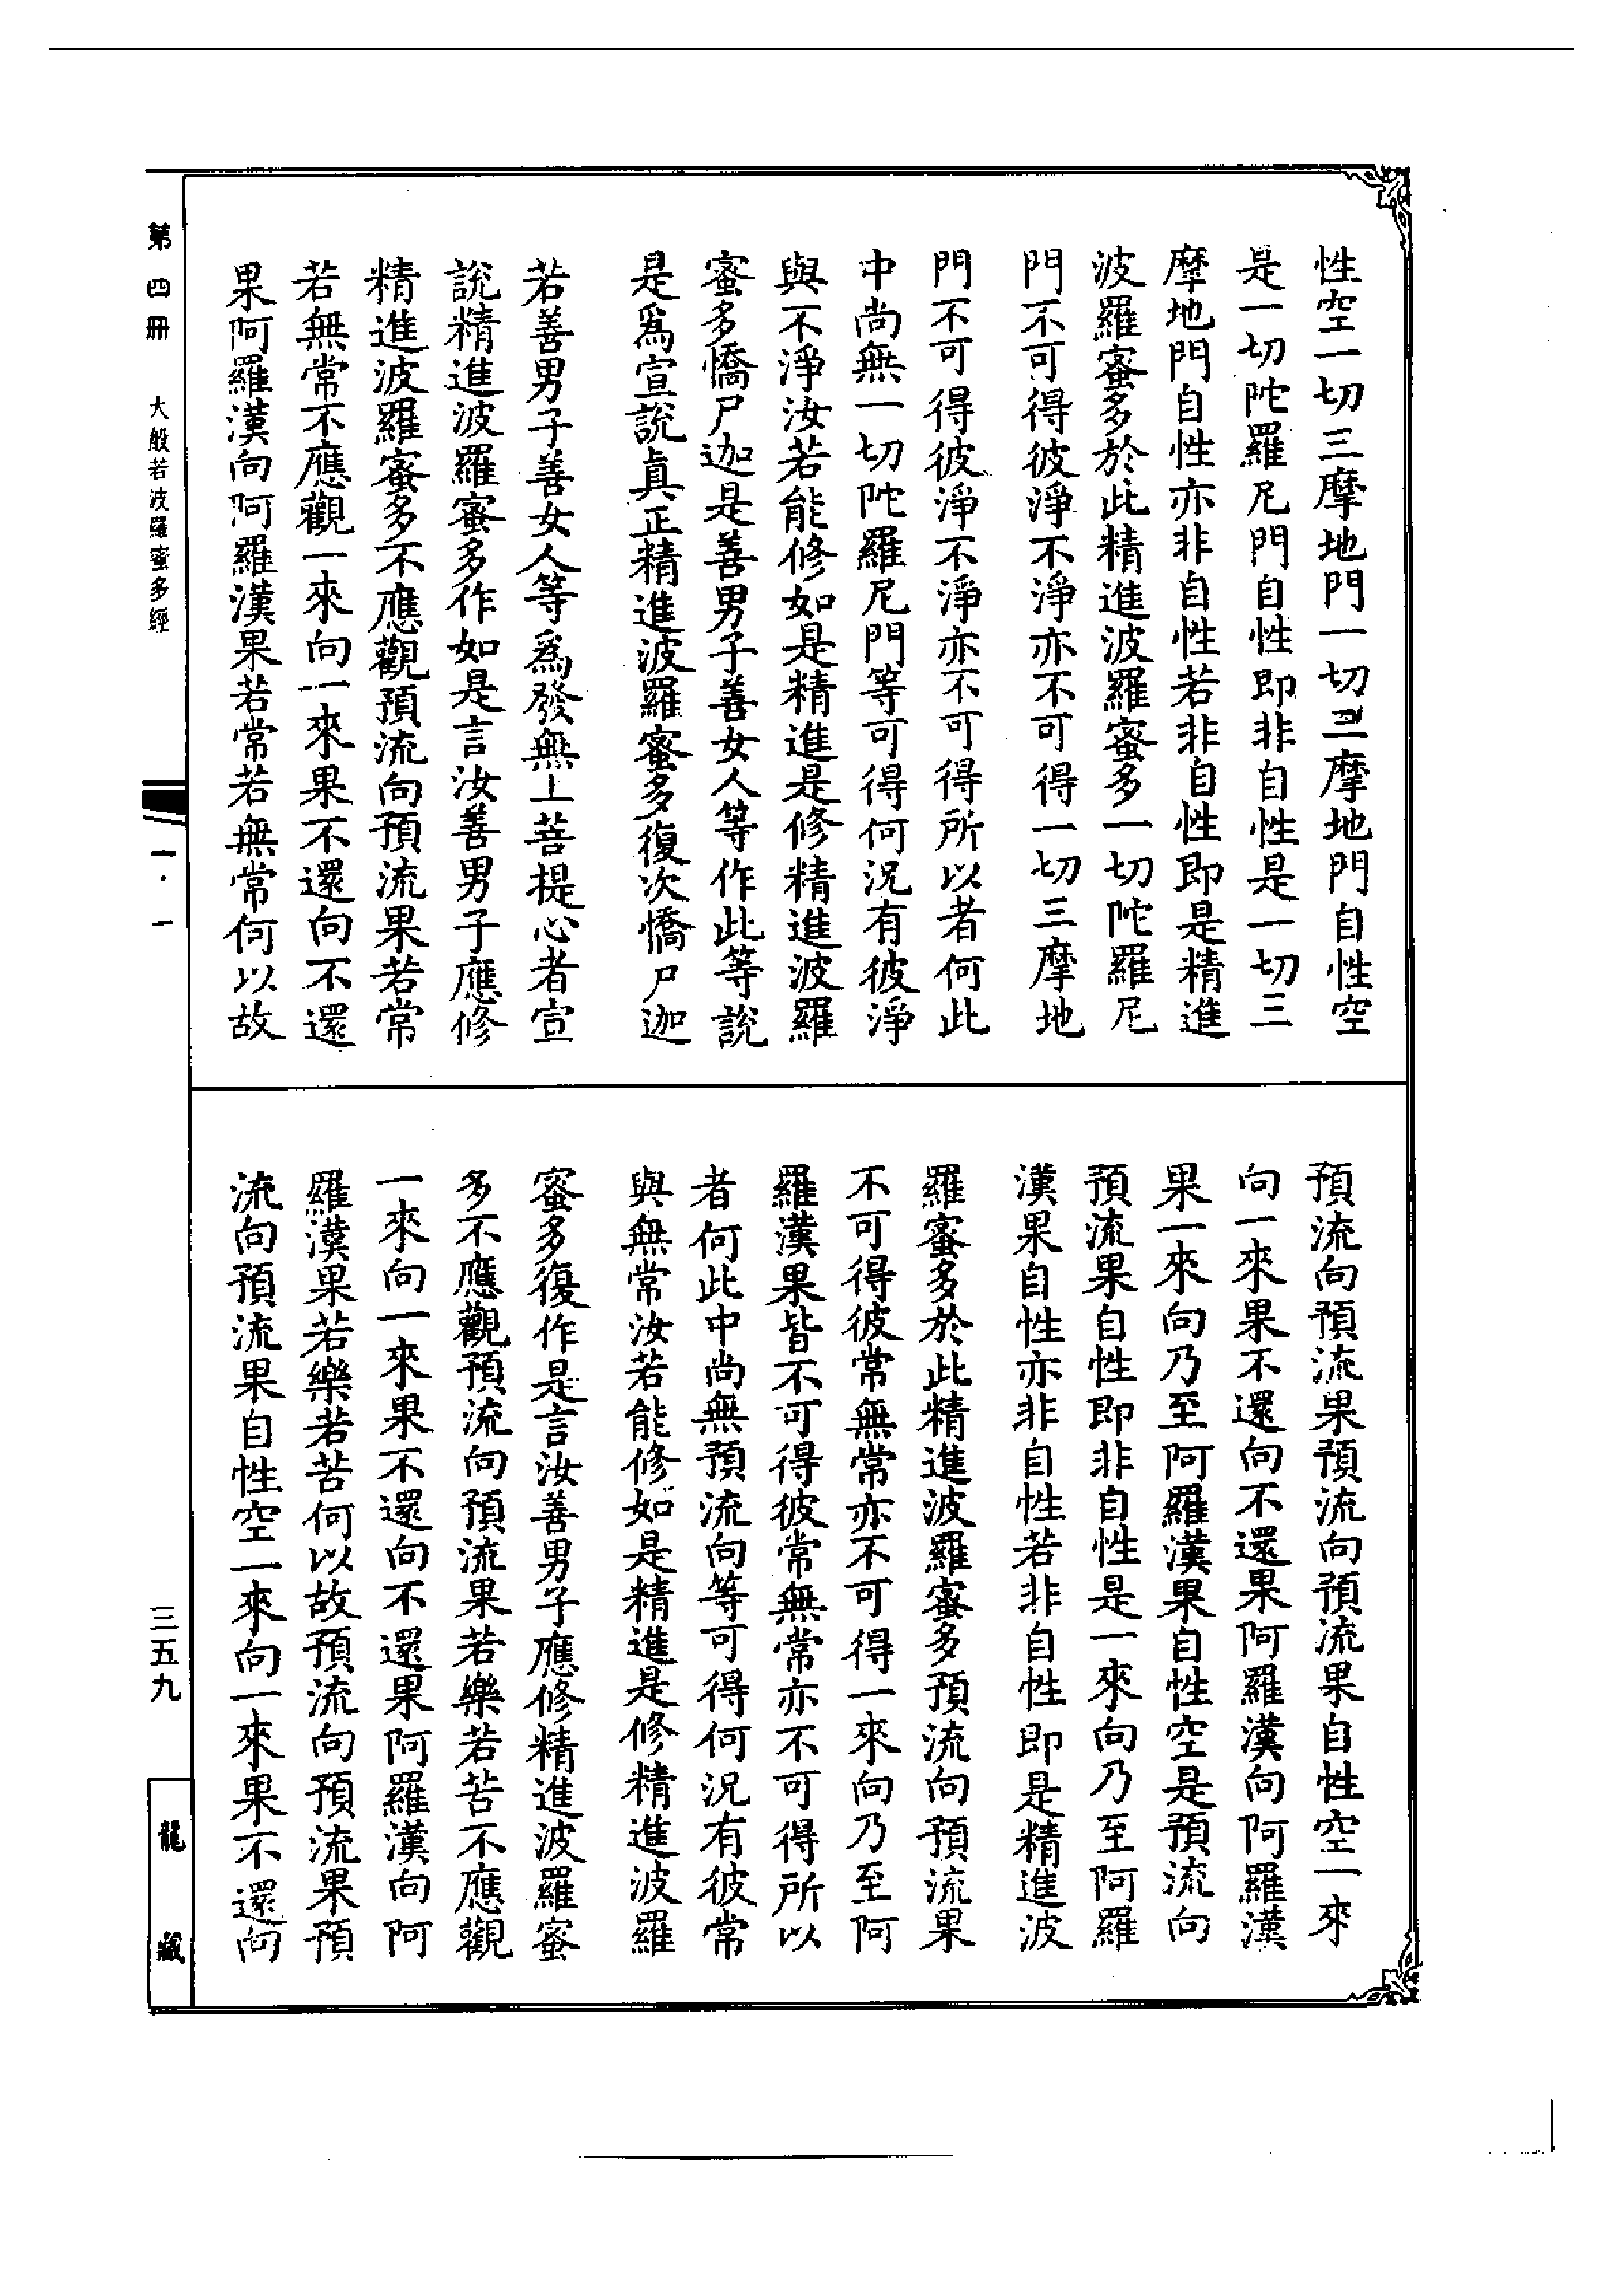 性空一切三摩地門一切三摩地門自性空
是一切陀羅尼門自性即非自性是一切三
摩地門自性亦非自性若非自性即是精進
波羅蜜多於此精進波羅蜜多一切陀羅尼
門不可得彼淨不淨亦不可得一切三摩地
門不可得彼淨不淨亦不可得所以者何此
中尚無一切陀羅尼門等可得何況有彼淨
與不淨汝若能修如是精進是修精進波羅
蜜多憍尸迦是善男子善女人等作此等說
是爲宣說真正精進波羅蜜多復次憍尸迦
若善男子善女人等爲發無上菩提心者宣
說精進波羅蜜多作如是言汝善男子應修
精進波羅蜜多不應觀預流向預流果若常
若無常不應觀一來向一來果不還向不還
果阿羅漢向阿羅漢果若常若無常何以故
預流向預流果預流向預流果自性空一來
向一來果不還向不還果阿羅漢向阿羅漢
果一來向乃至阿羅漢果自性空是預流向
預流果自性即非自性是一來向乃至阿羅
漢果自性亦非自性若非自性即是精進波
羅蜜多於此精進波羅蜜多預流向預流果
不可得彼常無常亦不可得一來向乃至阿
羅漢果皆不可得彼常無常亦不可得所以
者何此中尚無預流向等可得何況有彼常
與無常汝若能修如是精進是修精進波羅
蜜多復作是言汝善男子應修精進波羅蜜
多不應觀預流向預流果若樂若苦不應觀
一來向一來果不還向不還果阿羅漢向阿
羅漢果若樂若苦何以故預流向預流果預
流向預流果自性空一來向一來果不還向
第四冊 大般若波羅蜜多經 一·一 三五九 龍藏